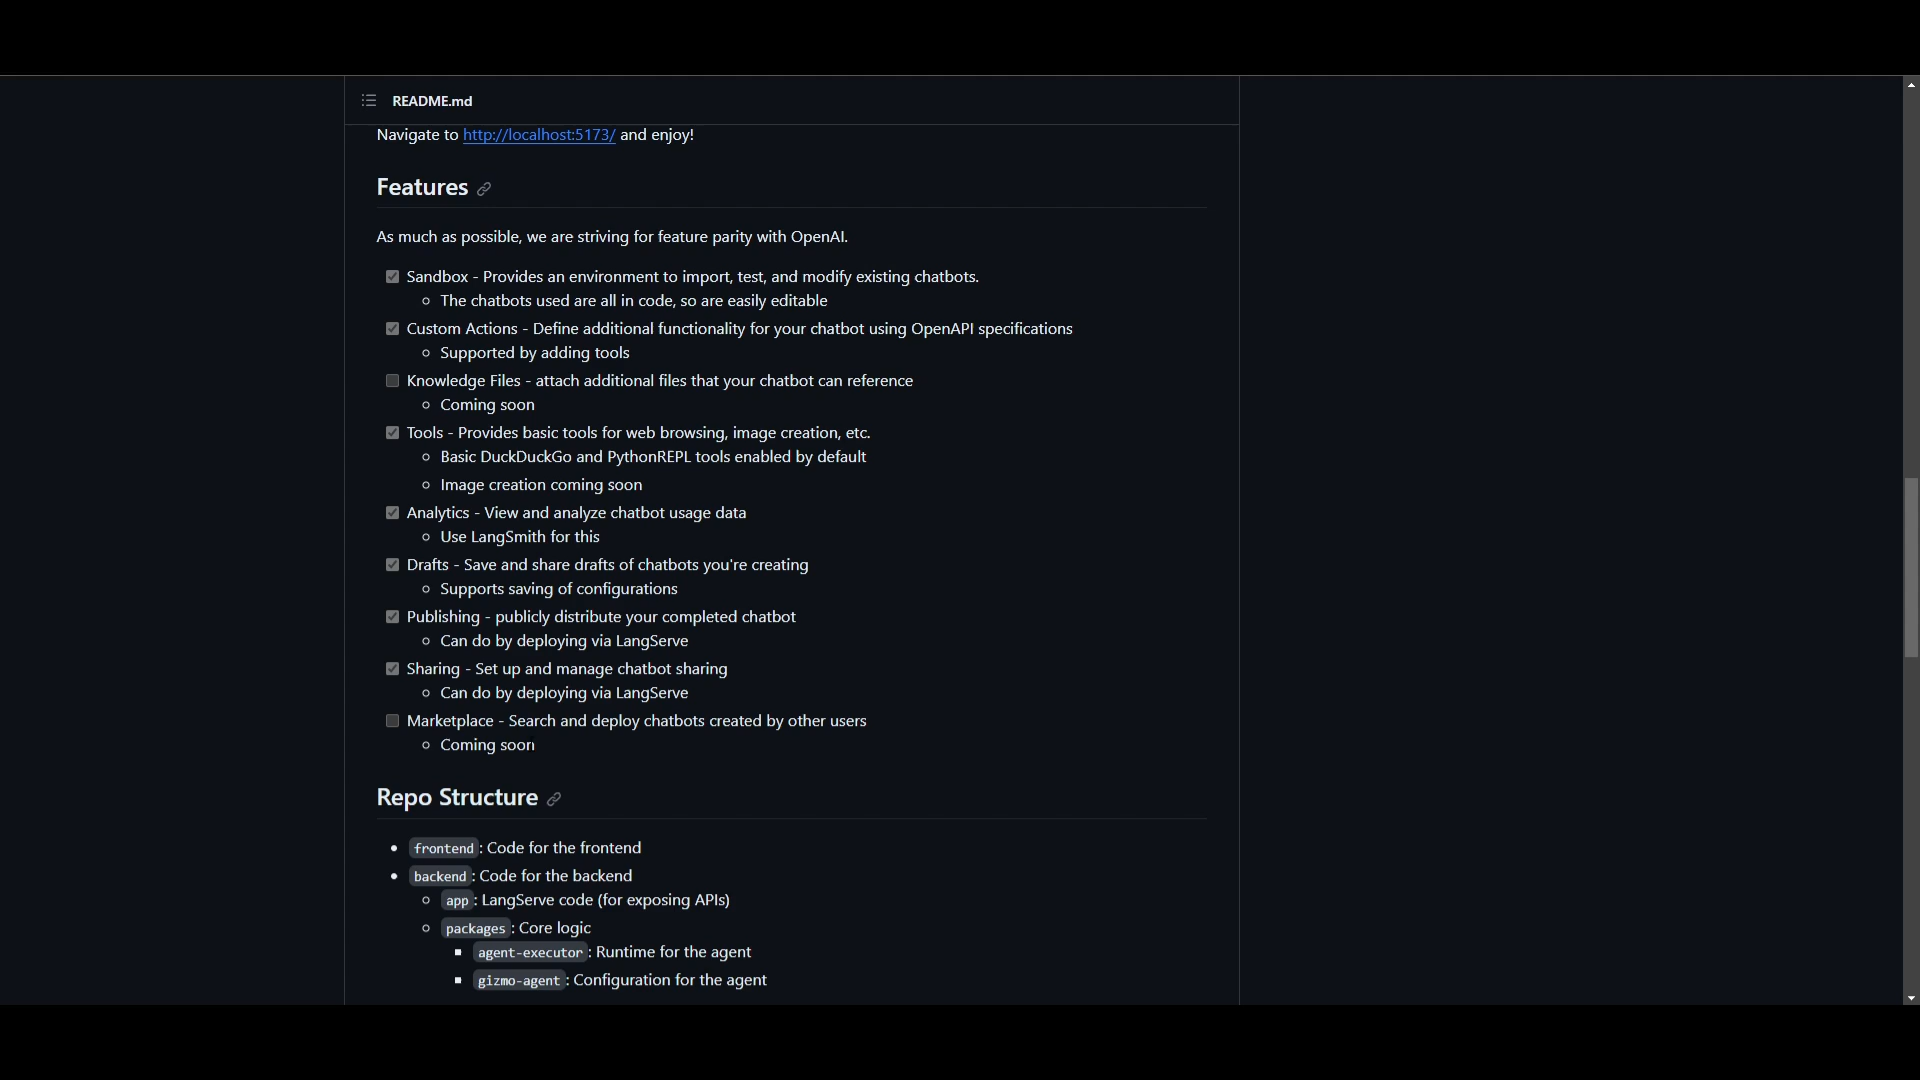 README.md
Navigate to http://localhost:5173/ and enjoy!
Features
As much as possible, we are striving for feature parity with OpenAI.
Sandbox - Provides an environment to import, test, and modify existing chatbots.
The chatbots used are all in code, so are easily editable
Custom Actions - Define additional functionality for your chatbot using OpenAPI specifications
Supported by adding tools
Knowledge Files - attach additional files that your chatbot can reference
Coming soon
Tools - Provides basic tools for web browsing, image creation, etc.
Basic DuckDuckGo and PythonREPL tools enabled by default
Image creation coming soon
Analytics - View and analyze chatbot usage data
Use LangSmith for this
Drafts - Save and share drafts of chatbots you're creating
Supports saving of configurations
Publishing - publicly distribute your completed chatbot
Can do by deploying via LangServe
Sharing - Set up and manage chatbot sharing
Can do by deploying via LangServe
Marketplace - Search and deploy chatbots created by other users
Coming soon
Repo Structure
frontend: Code for the frontend
backend: Code for the backend
app: LangServe code (for exposing APIs)
packages: Core logic
agent-executor: Runtime for the agent
gizmo-agent: Configuration for the agent